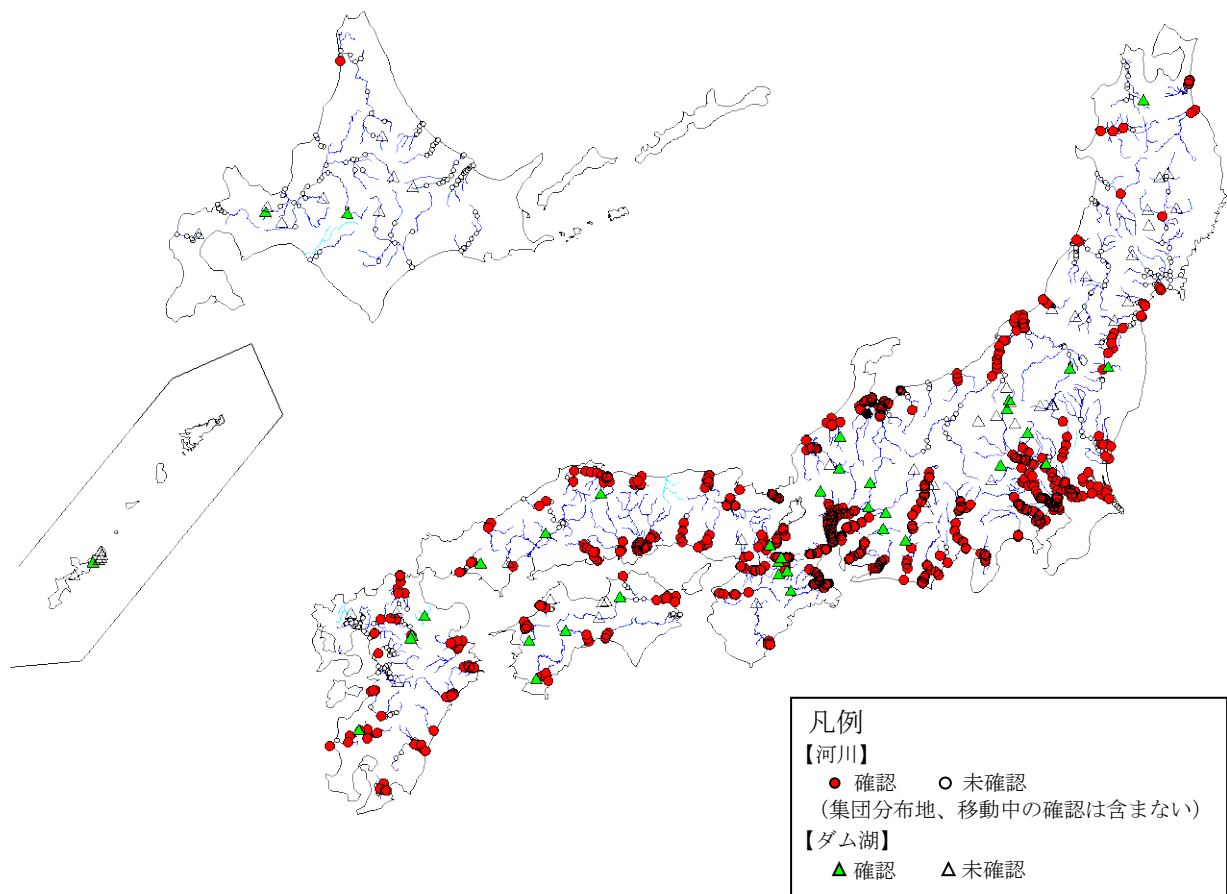 凡例
【河川】
確認 未確認
（集団分布地、移動中の確認は含まない）
【ダム湖】
確認 未確認